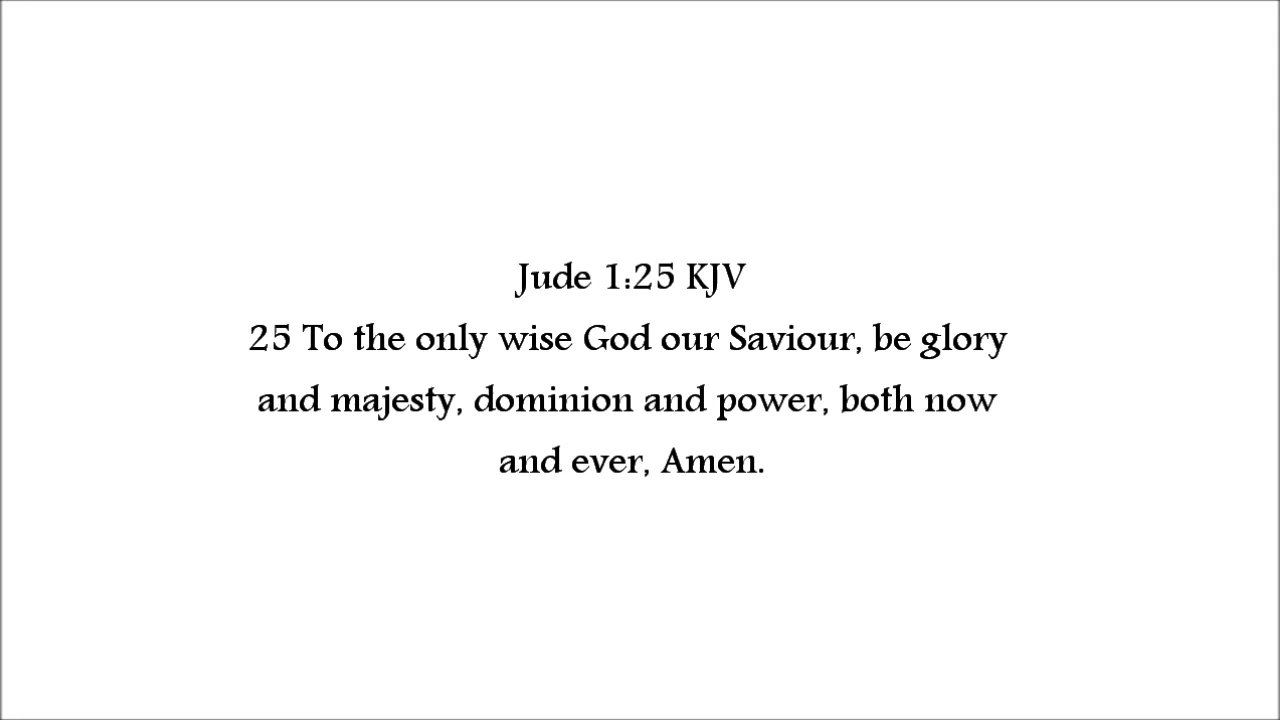 Jude 1:25 KJV
25 To the only wise God our Saviour, be glory
and majesty, dominion and power, both now
and ever, Amen.